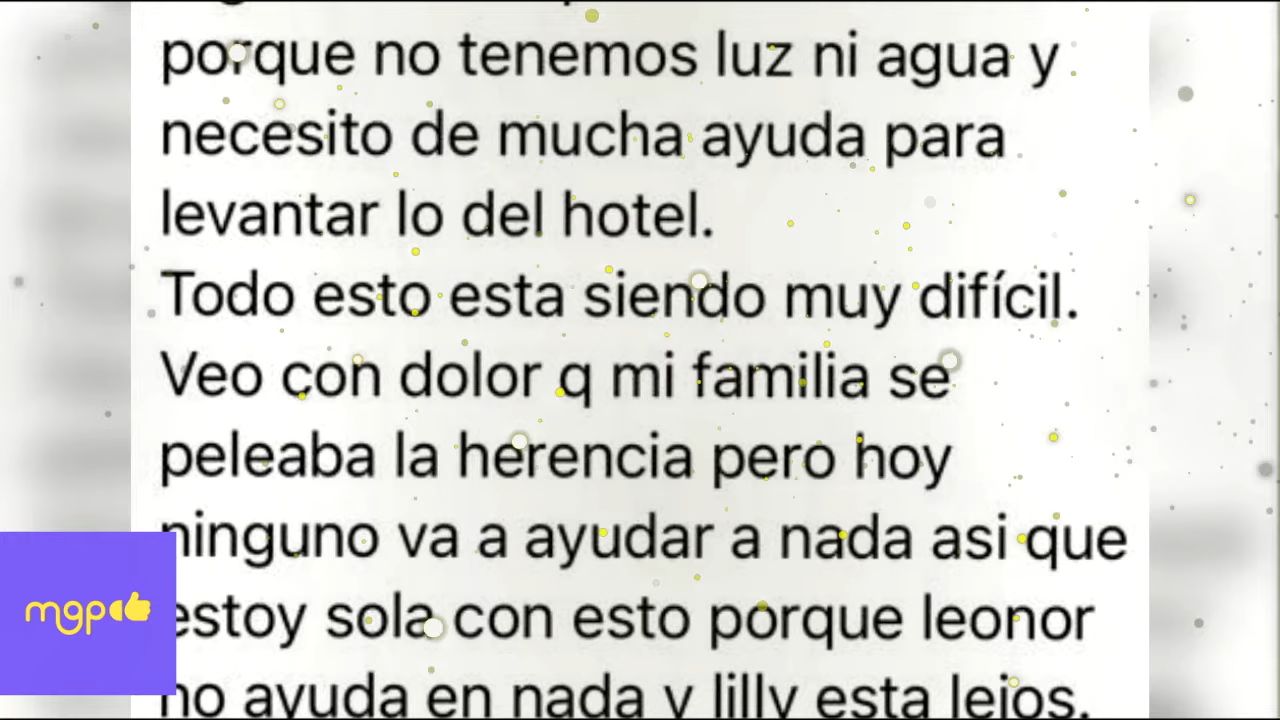 porque no tenemos luz ni agua y
necesito de mucha ayuda para
levantar lo del hotel.
Todo esto esta siendo muy difícil.
Veo con dolor q mi familia se
peleaba la herencia pero hoy
ninguno va a ayudar a nada asi que
estoy sola con esto porque leonor
no ayuda en nada y lilly esta lejos.
mgp